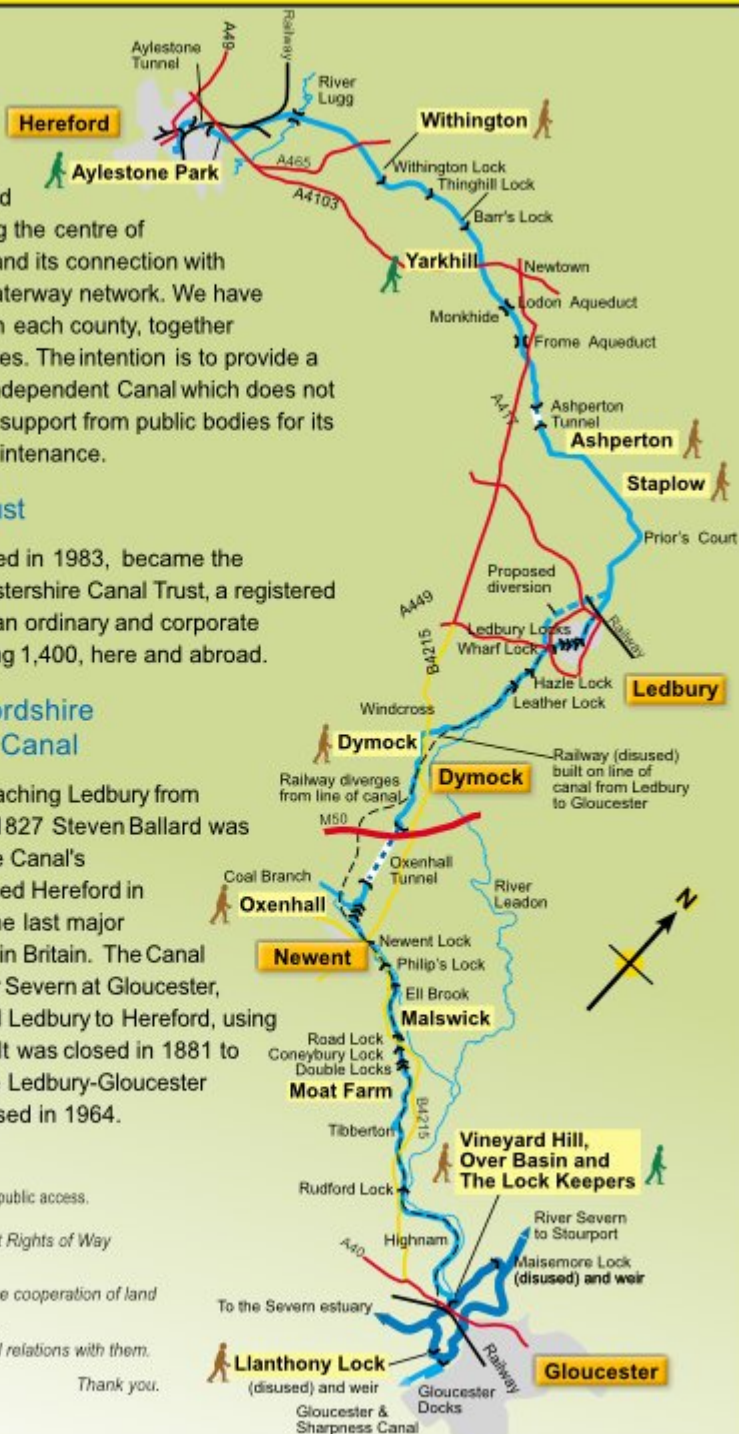 Aylestone
Tunnel
A49
Railway
River
Lugg
Hereford
Withington
Aylestone Park
A465
A4103
Withington Lock
Thinghill Lock
Barr's Lock
Yarkhill
Newtown
Monkhide
Lodon Aqueduct
Frome Aqueduct
A417
Ashperton
Tunnel
Ashperton
Staplow
Prior's Court
Proposed
diversion
A449
B4215
Ledbury Locks
Wharf Lock
Railway
Hazle Lock
Leather Lock
Ledbury
Windcross
Dymock
Dymock
Railway (disused)
built on line of
canal from Ledbury
to Gloucester
Railway diverges
from line of canal
M50
Oxenhall
Tunnel
Coal Branch
River
Leadon
Oxenhall
N
Newent
Newent Lock
Philip's Lock
Ell Brook
Malswick
Road Lock
Coneybury Lock
Double Locks
Moat Farm
B4215
Tibberton
Vineyard Hill,
Over Basin and
The Lock Keepers
Rudford Lock
River Severn
to Stourport
Highnam
A40
Maisemore Lock
(disused) and weir
To the Severn estuary
Llanthony Lock
(disused) and weir
Railway
Gloucester
Gloucester
Docks
Gloucester &
Sharpness Canal
d
g the centre of
and its connection with
aterway network. We have
n each county, together
es. The intention is to provide a
dependent Canal which does not
support from public bodies for its
intenance.
ust
ed in 1983, became the
stershire Canal Trust, a registered
an ordinary and corporate
ng 1,400, here and abroad.
ordshire
Canal
aching Ledbury from
1827 Steven Ballard was
e Canal's
ed Hereford in
he last major
in Britain. The Canal
r Severn at Gloucester,
d Ledbury to Hereford, using
It was closed in 1881 to
e Ledbury-Gloucester
sed in 1964.
public access.
t Rights of Way
e cooperation of land
l relations with them.
Thank you.